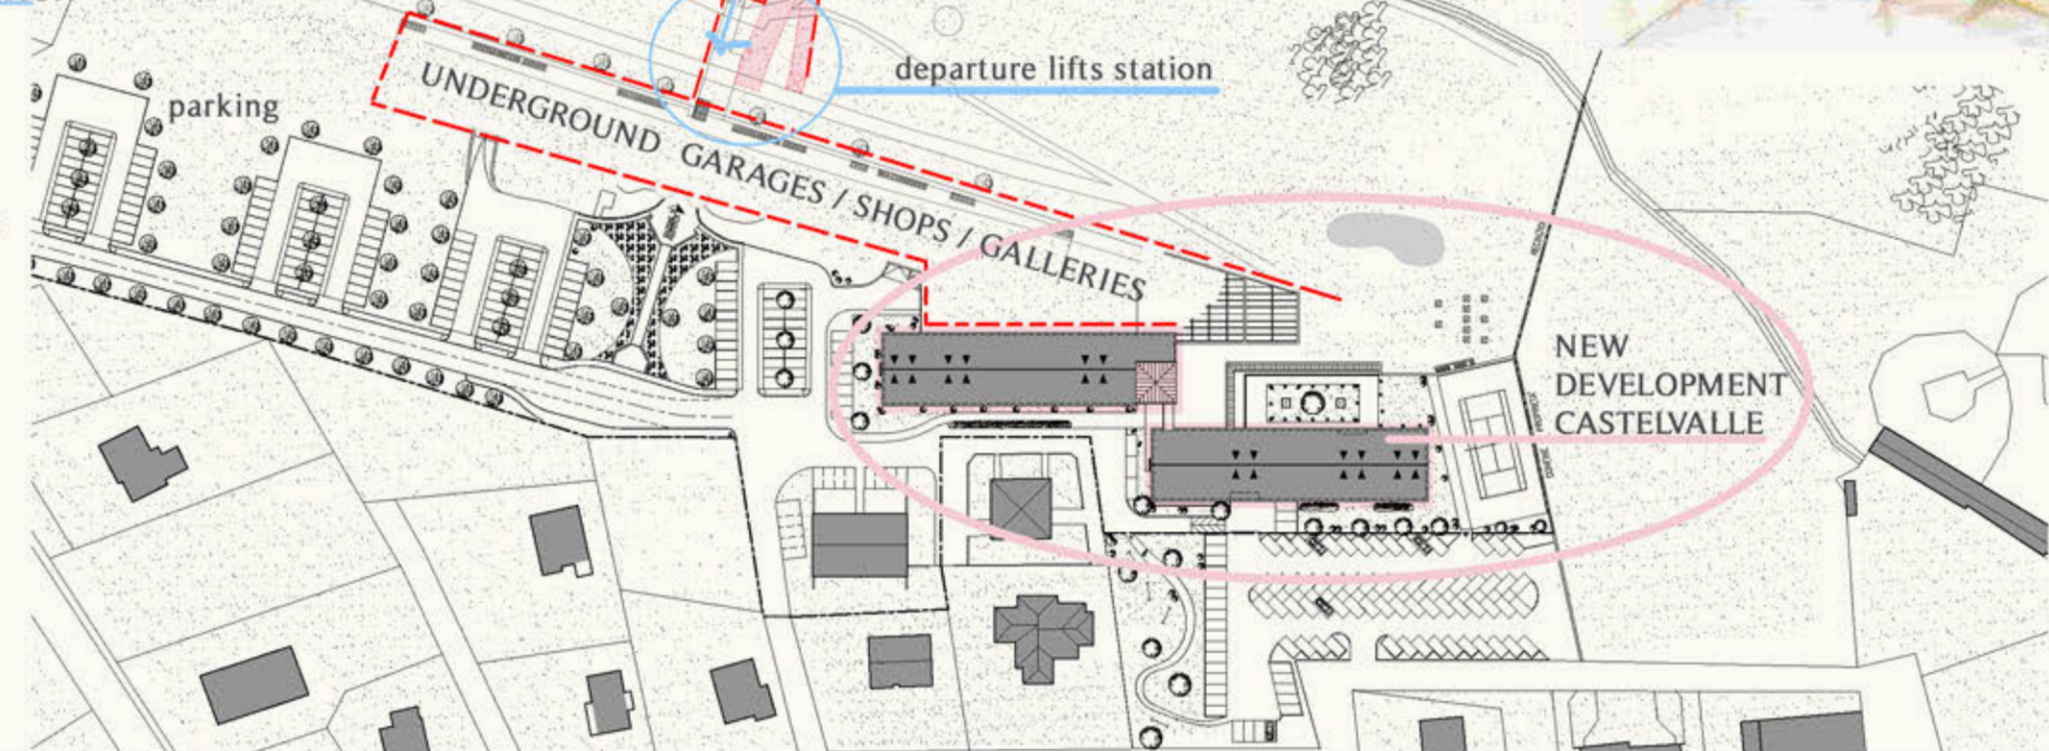 departure lifts station
parking
UNDERGROUND GARAGES / SHOPS / GALLERIES
NEW
DEVELOPMENT
CASTELVALLE